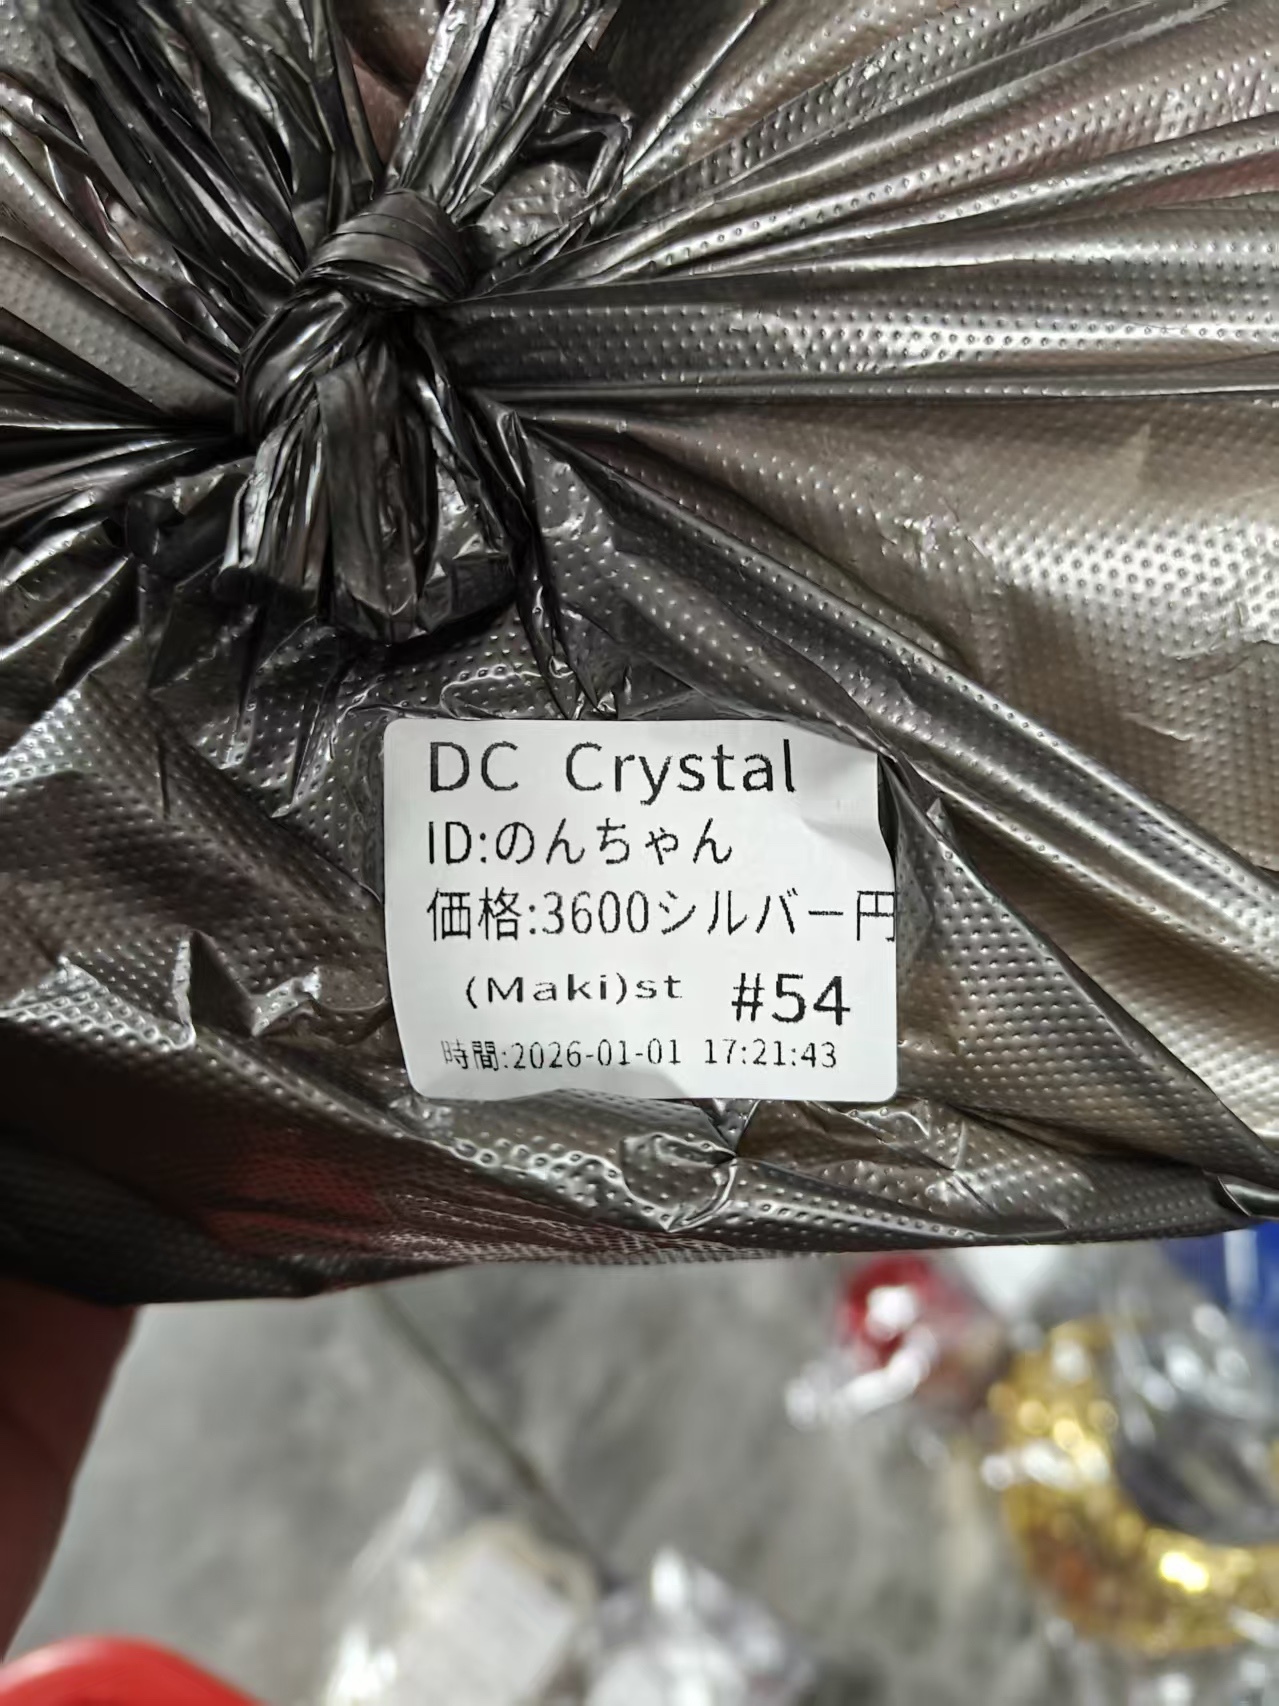 DC Crystal
ID:のんちゃん
価格:3600シルバー円
(Maki)st #54
時間:2026-01-01 17:21:43